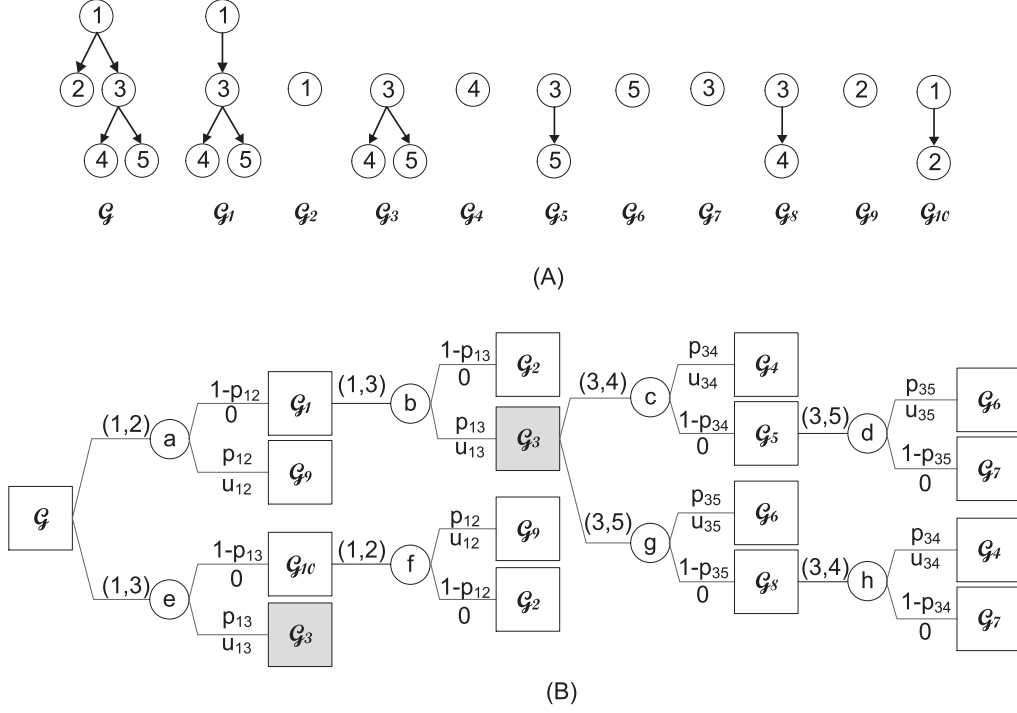 1 1
2 3 3 1 3 4 3 5 3 3 2 1
4 5 4 5 4 5 5 4 2
𝒢 𝒢1 𝒢2 𝒢3 𝒢4 𝒢5 𝒢6 𝒢7 𝒢8 𝒢9 𝒢10
(A)
𝒢
(1,2) a
1-p12
0
𝒢1
p12
u12
𝒢9
(1,3) b
1-p13
0
𝒢2
p13
u13
𝒢3
(3,4) c
p34
u34
𝒢4
1-p34
0
𝒢5
(3,5) d
p35
u35
𝒢6
1-p35
0
𝒢7
(3,5) g
p35
u35
𝒢6
1-p35
0
𝒢8
(3,4) h
p34
u34
𝒢4
1-p34
0
𝒢7
(1,3) e
1-p13
0
𝒢10
p13
u13
𝒢3
(1,2) f
p12
u12
𝒢9
1-p12
0
𝒢2
(B)